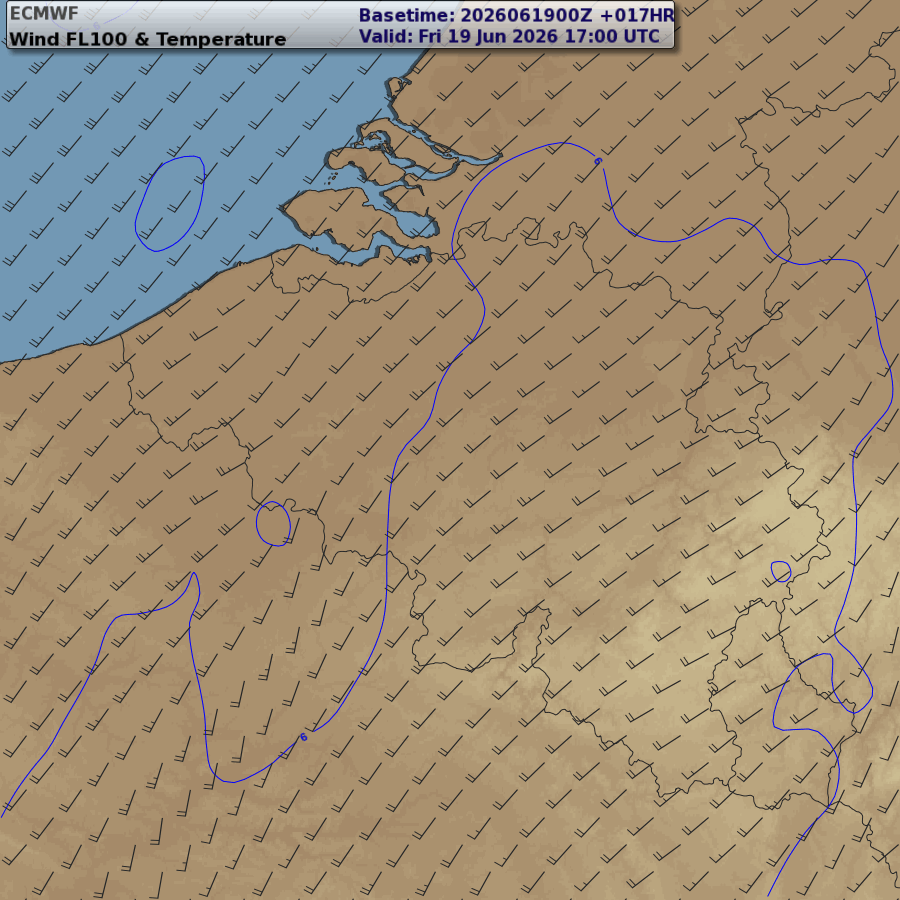 ECMWF
Wind FL100 & Temperature
Basetime: 2026061900Z +017HR
Valid: Fri 19 Jun 2026 17:00 UTC
6
6